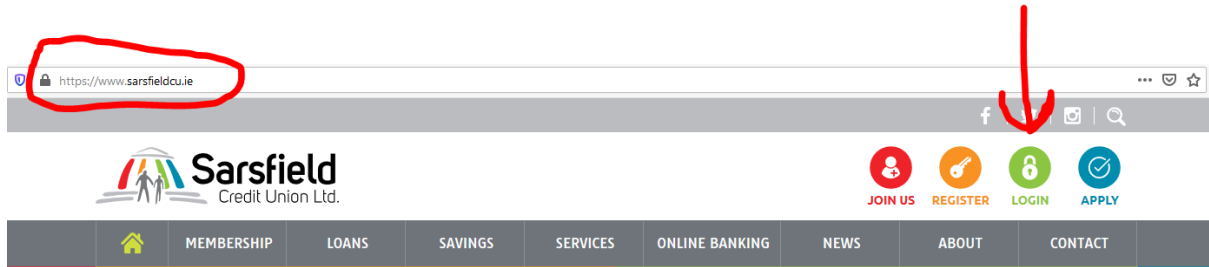 https://www.sarsfieldcu.ie
Sarsfield
Credit Union Ltd.
JOIN US REGISTER LOGIN APPLY
MEMBERSHIP LOANS SAVINGS SERVICES ONLINE BANKING NEWS ABOUT CONTACT